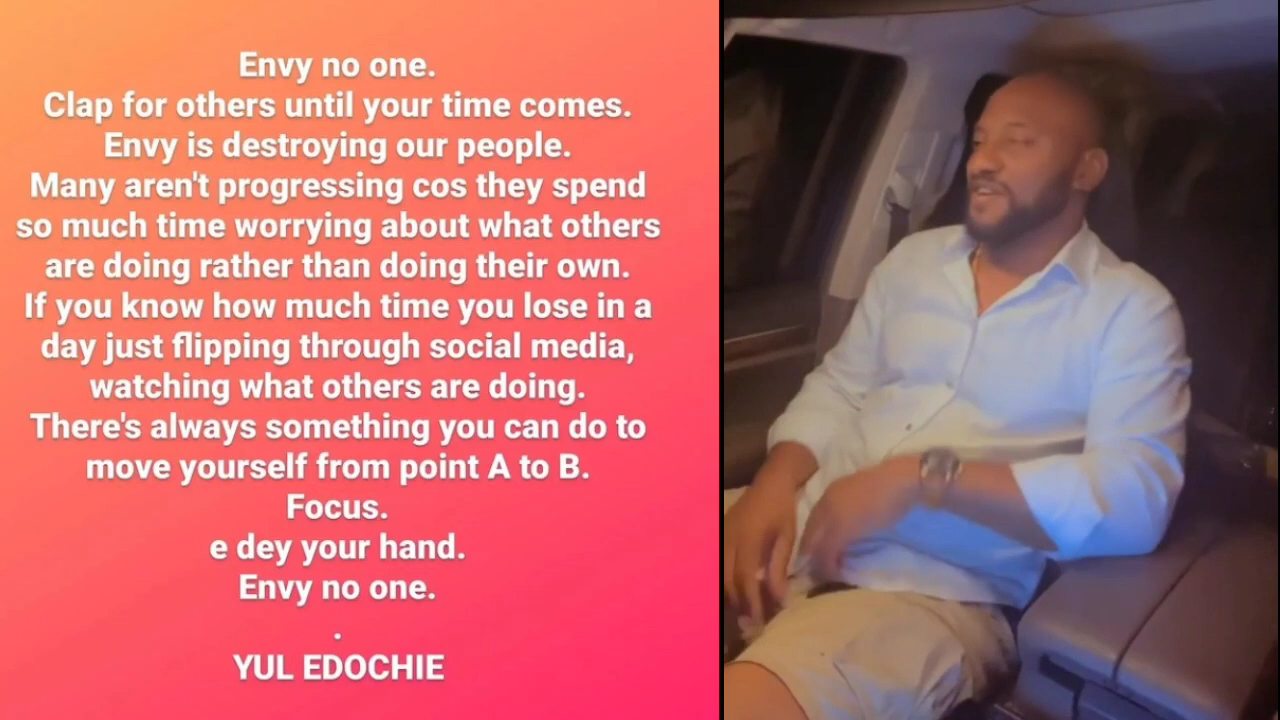 Envy no one.
Clap for others until your time comes.
Envy is destroying our people.
Many aren't progressing cos they spend
so much time worrying about what others
are doing rather than doing their own.
If you know how much time you lose in a
day just flipping through social media,
watching what others are doing.
There's always something you can do to
move yourself from point A to B.
Focus.
e dey your hand.
Envy no one.
.
YUL EDOCHIE